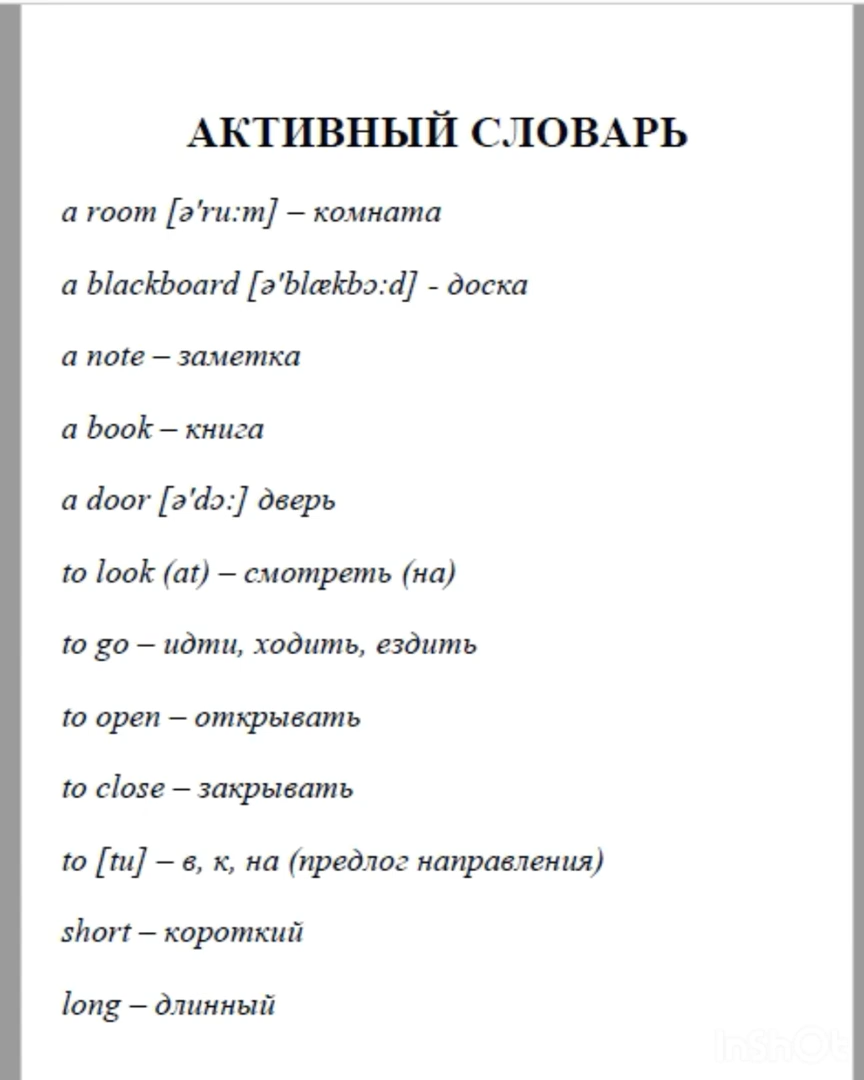 АКТИВНЫЙ СЛОВАРЬ
a room [ə'ru:m] – комната
a blackboard [ə'blækbɔ:d] - доска
a note – заметка
a book – книга
a door [ə'dɔ:] дверь
to look (at) – смотреть (на)
to go – идти, ходить, ездить
to open – открывать
to close – закрывать
to [tu] – в, к, на (предлог направления)
short – короткий
long – длинный
InShOt